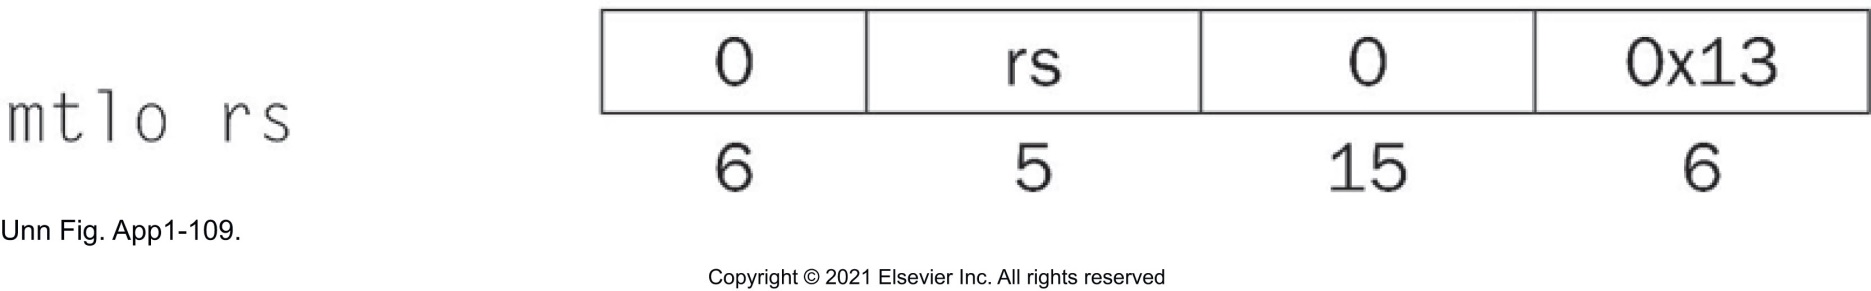 0 rs 0 0x13
mtlo rs
6 5 15 6
Unn Fig. App1-109.
Copyright © 2021 Elsevier Inc. All rights reserved